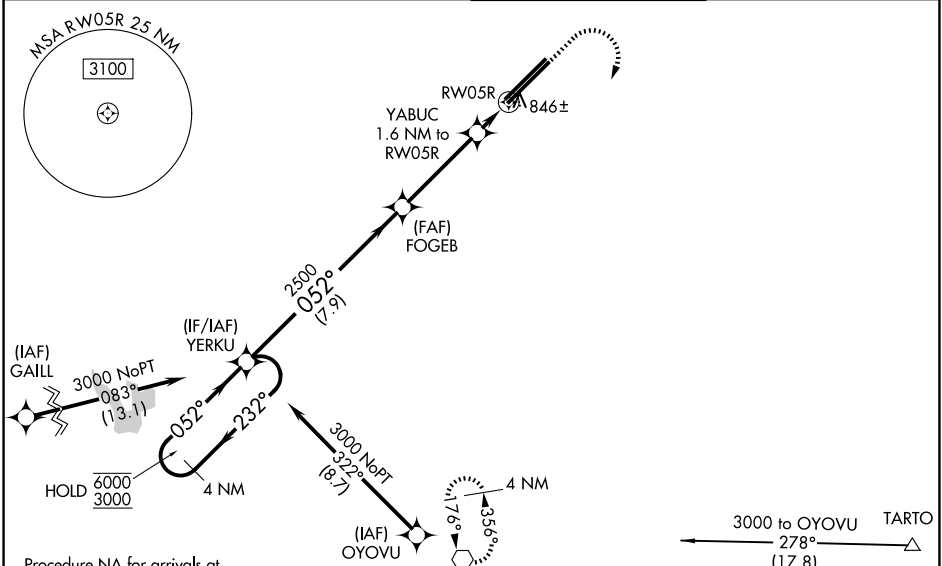 MSA RW05R 25 NM
3100
RW05R
846±
YABUC
1.6 NM to
RW05R
(FAF)
FOGEB
2500
052°
(7.9)
(IF/IAF)
YERKU
(IAF)
GAILL
3000 NoPT
083°
(13.1)
052°
232°
HOLD
6000
3000
4 NM
3000 NoPT
322°
(8.7)
(IAF)
OYOVU
4 NM
176°
356°
3000 to OYOVU
278°
(17.8)
TARTO
Procedure NA for arrivals at